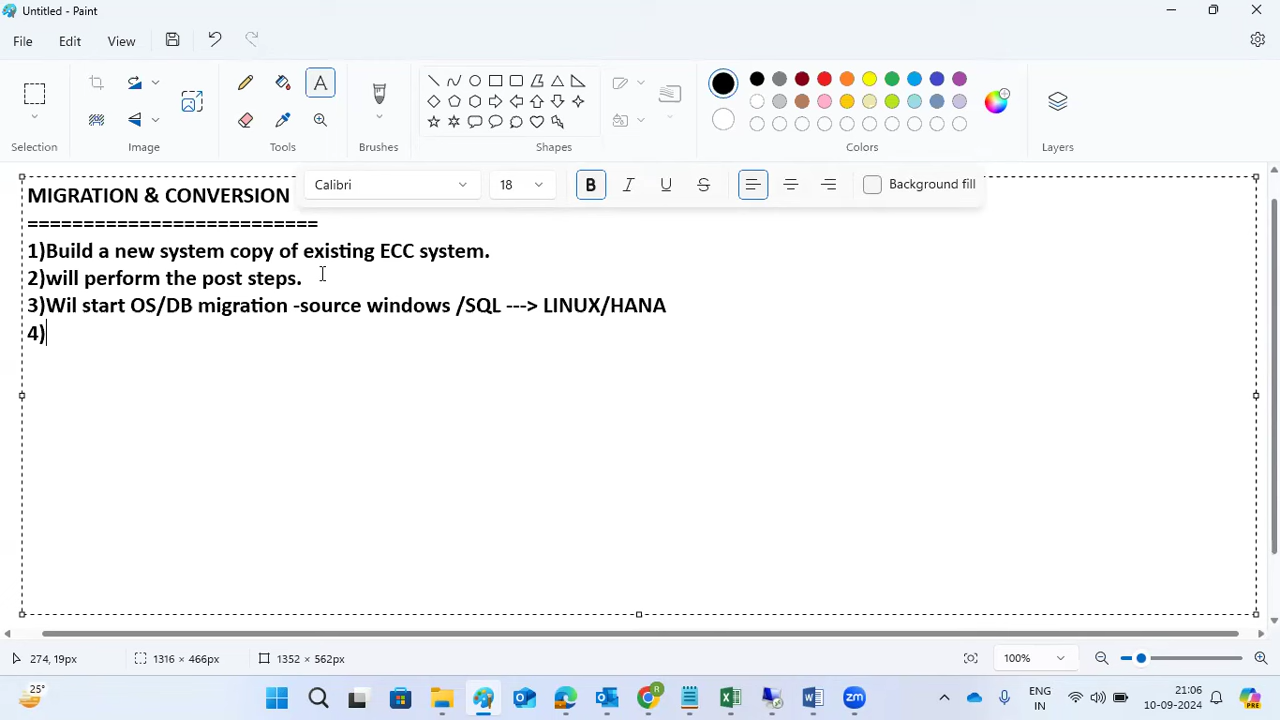 Untitled - Paint
File Edit View
Selection Image Tools Brushes Shapes Colors Layers
Calibri 18 B I U S Background fill
MIGRATION & CONVERSION
==========================
1)Build a new system copy of existing ECC system.
2)will perform the post steps.
3)Wil start OS/DB migration -source windows /SQL ---> LINUX/HANA
4)
274, 19px 1316 × 466px 1352 × 562px 100%
25° ENG 21:06
IN 10-09-2024